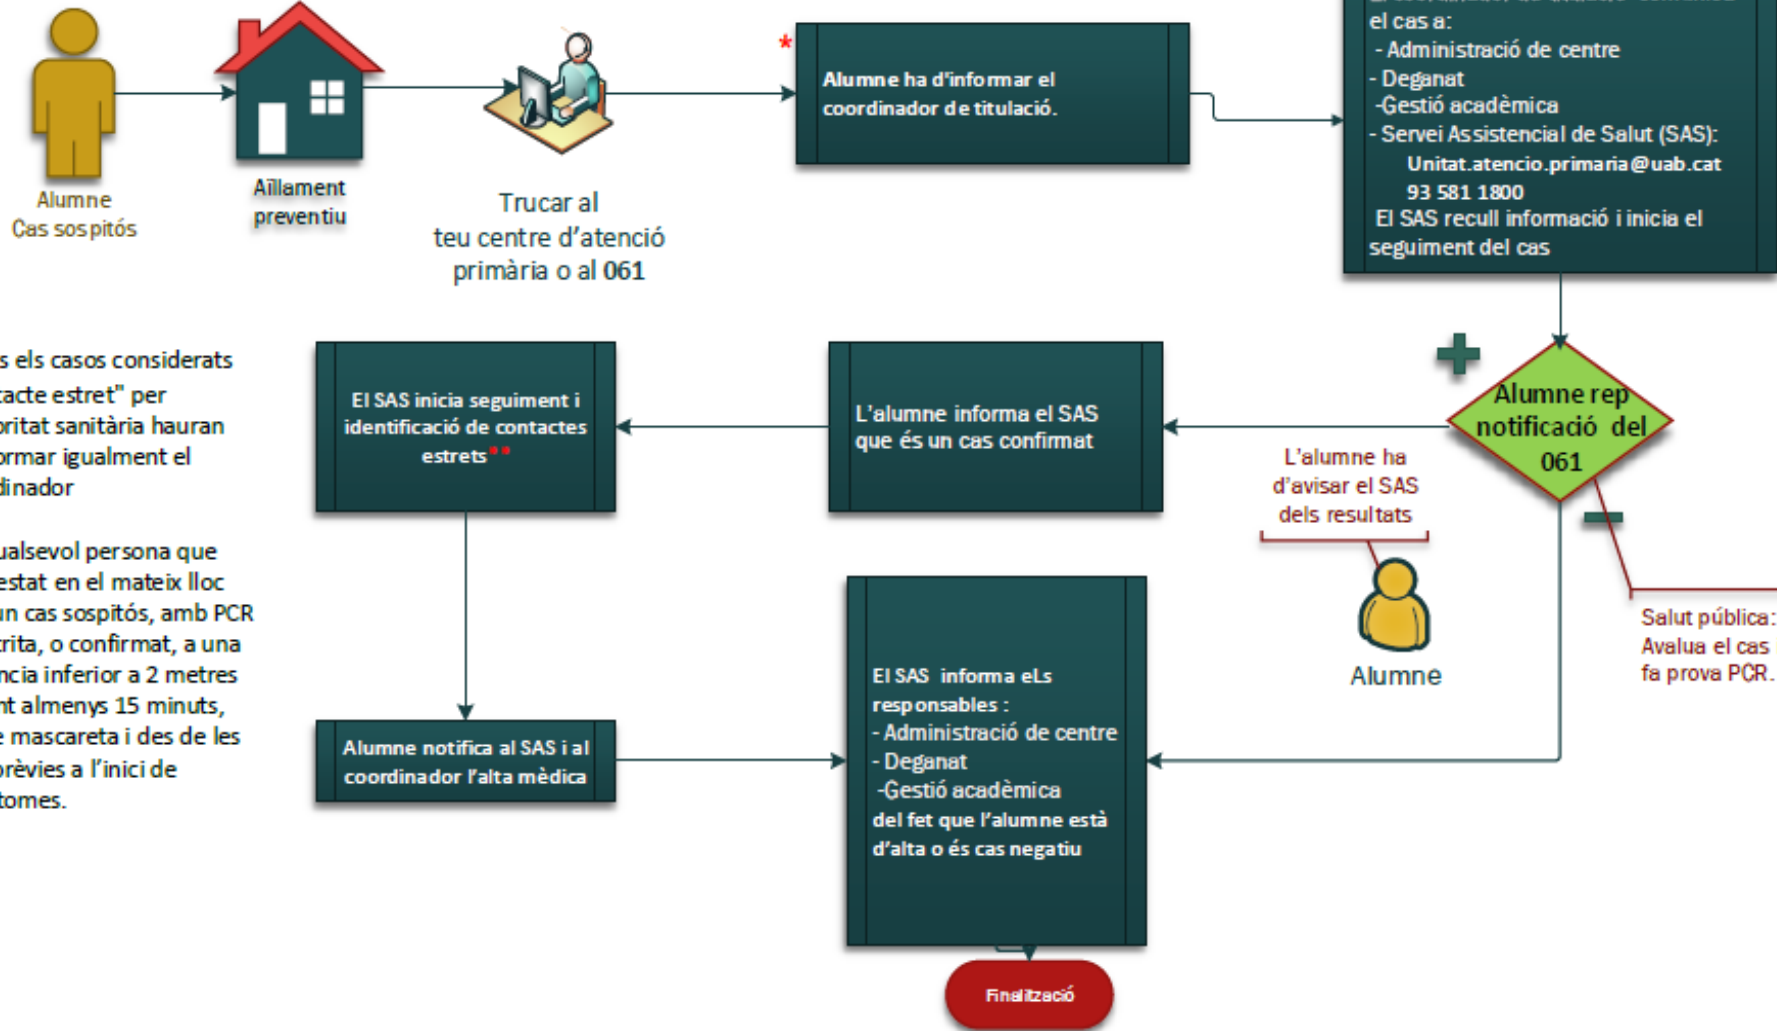 Alumne
Cas sospitós
Aïllament
preventiu
Trucar al
teu centre d'atenció
primària o al 061
*
Alumne ha d'informar el
coordinador de titulació.
el cas a:
- Administració de centre
- Deganat
-Gestió acadèmica
- Servei Assistencial de Salut (SAS):
Unitat.atencio.primaria@uab.cat
93 581 1800
El SAS recull informació i inicia el
seguiment del cas
Alumne rep
notificació del
061
L'alumne informa el SAS
que és un cas confirmat
El SAS inicia seguiment i
identificació de contactes
estrets**
L'alumne ha
d'avisar el SAS
dels resultats
Alumne
Salut pública:
Avalua el cas
fa prova PCR.
Alumne notifica al SAS i al
coordinador l'alta mèdica
El SAS informa eLs
responsables :
- Administració de centre
- Deganat
-Gestió acadèmica
del fet que l'alumne està
d'alta o és cas negatiu
Finalització
s els casos considerats
tacte estret" per
oritat sanitària hauran
ormar igualment el
dinador
ualsevol persona que
estat en el mateix lloc
un cas sospitós, amb PCR
crita, o confirmat, a una
ncia inferior a 2 metres
nt almenys 15 minuts,
e mascareta i des de les
prèvies a l'inici de
tomes.